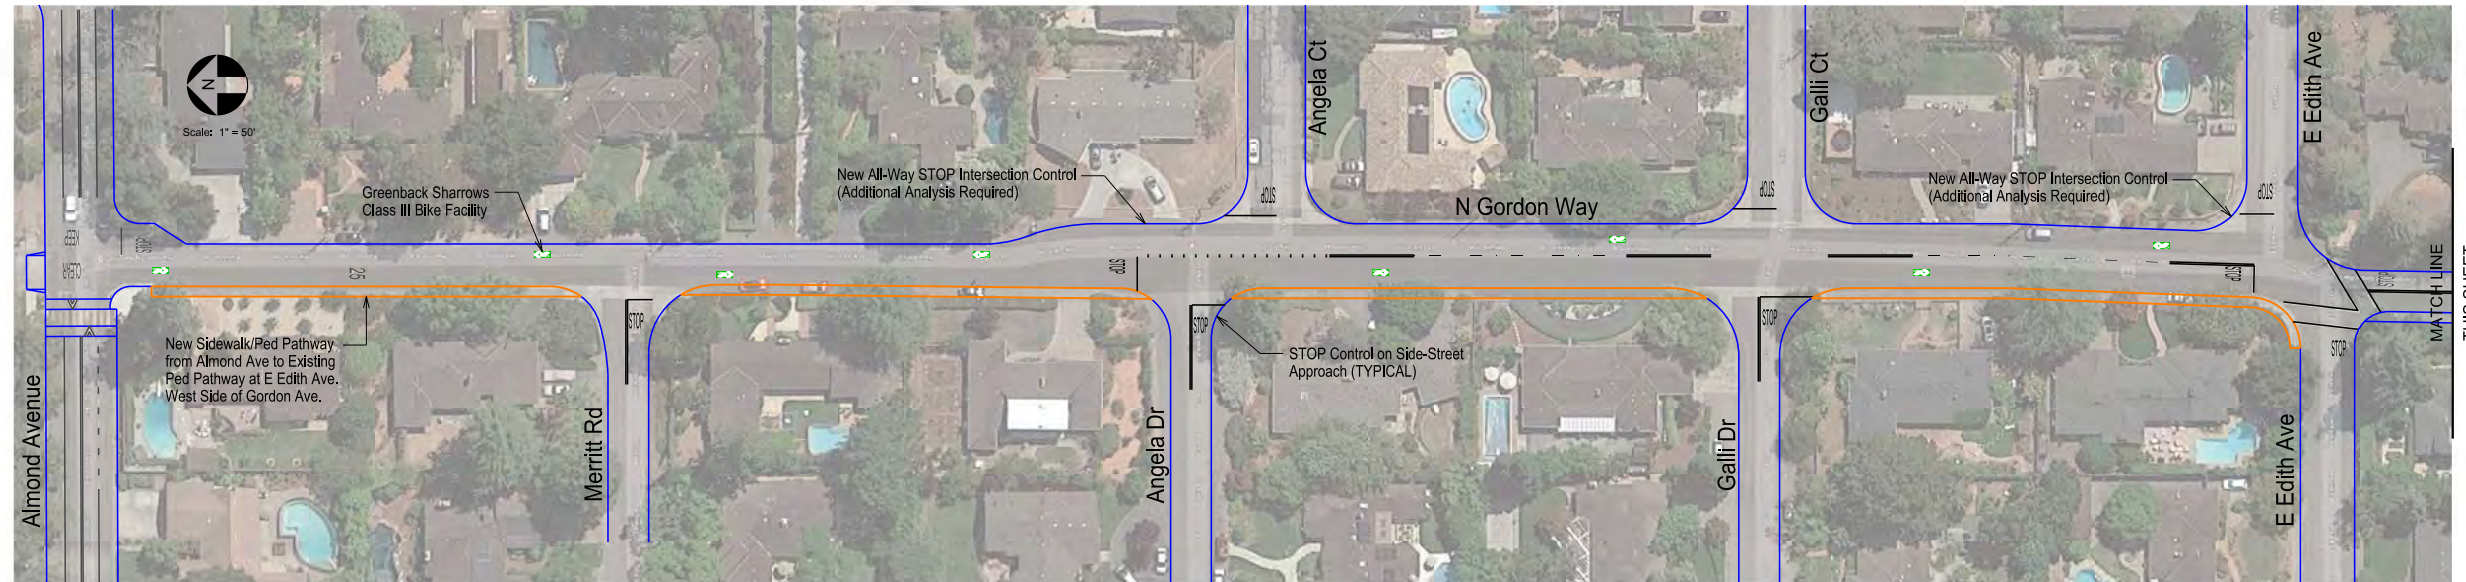 N
Scale: 1" = 50'
Greenback Sharrows
Class III Bike Facility
New All-Way STOP Intersection Control
(Additional Analysis Required)
Angela Ct
N Gordon Way
Galli Ct
New All-Way STOP Intersection Control
(Additional Analysis Required)
E Edith Ave
STOP
STOP
STOP
KEEP
CLEAR
STOP
25
STOP
STOP
STOP
MATCH LINE
New Sidewalk/Ped Pathway
from Almond Ave to Existing
Ped Pathway at E Edith Ave.
West Side of Gordon Ave.
STOP
STOP
STOP Control on Side-Street
Approach (TYPICAL)
STOP
STOP
Almond Avenue
Merritt Rd
Angela Dr
Galli Dr
E Edith Ave